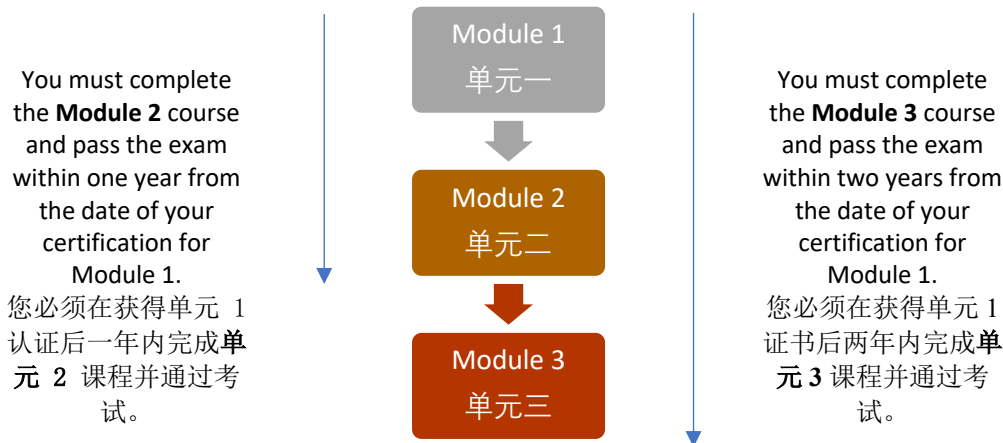 You must complete
the Module 2 course
and pass the exam
within one year from
the date of your
certification for
Module 1.
您必须在获得单元 1
认证后一年内完成单
元 2 课程并通过考
试。
Module 1
单元一
Module 2
单元二
Module 3
单元三
You must complete
the Module 3 course
and pass the exam
within two years from
the date of your
certification for
Module 1.
您必须在获得单元 1
证书后两年内完成单
元 3 课程并通过考
试。